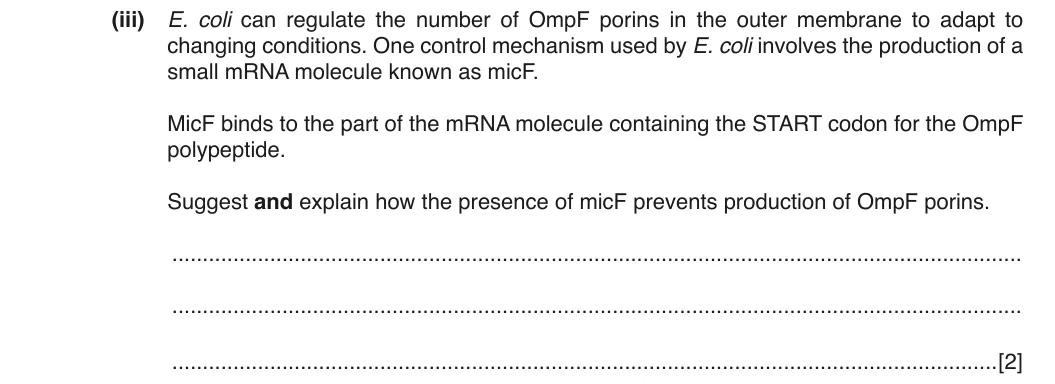 (iii) E. coli can regulate the number of OmpF porins in the outer membrane to adapt to
changing conditions. One control mechanism used by E. coli involves the production of a
small mRNA molecule known as micF.
MicF binds to the part of the mRNA molecule containing the START codon for the OmpF
polypeptide.
Suggest and explain how the presence of micF prevents production of OmpF porins.
..........................................................................................................................................
..........................................................................................................................................
.....................................................................................................................................[2]